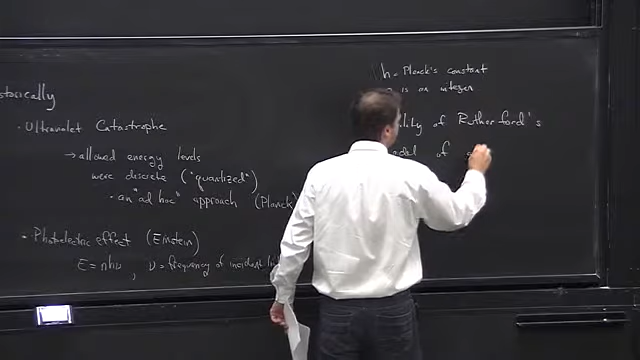 storically
· Ultraviolet Catastrophe
→ allowed energy levels
were discrete ("quantized")
· an "ad hoc" approach (Planck)
· Photoelectric effect (Einstein)
E = nhν , ν = frequency of incident
h = Planck's constant
is an integer
ility of Rutherford's
odel of